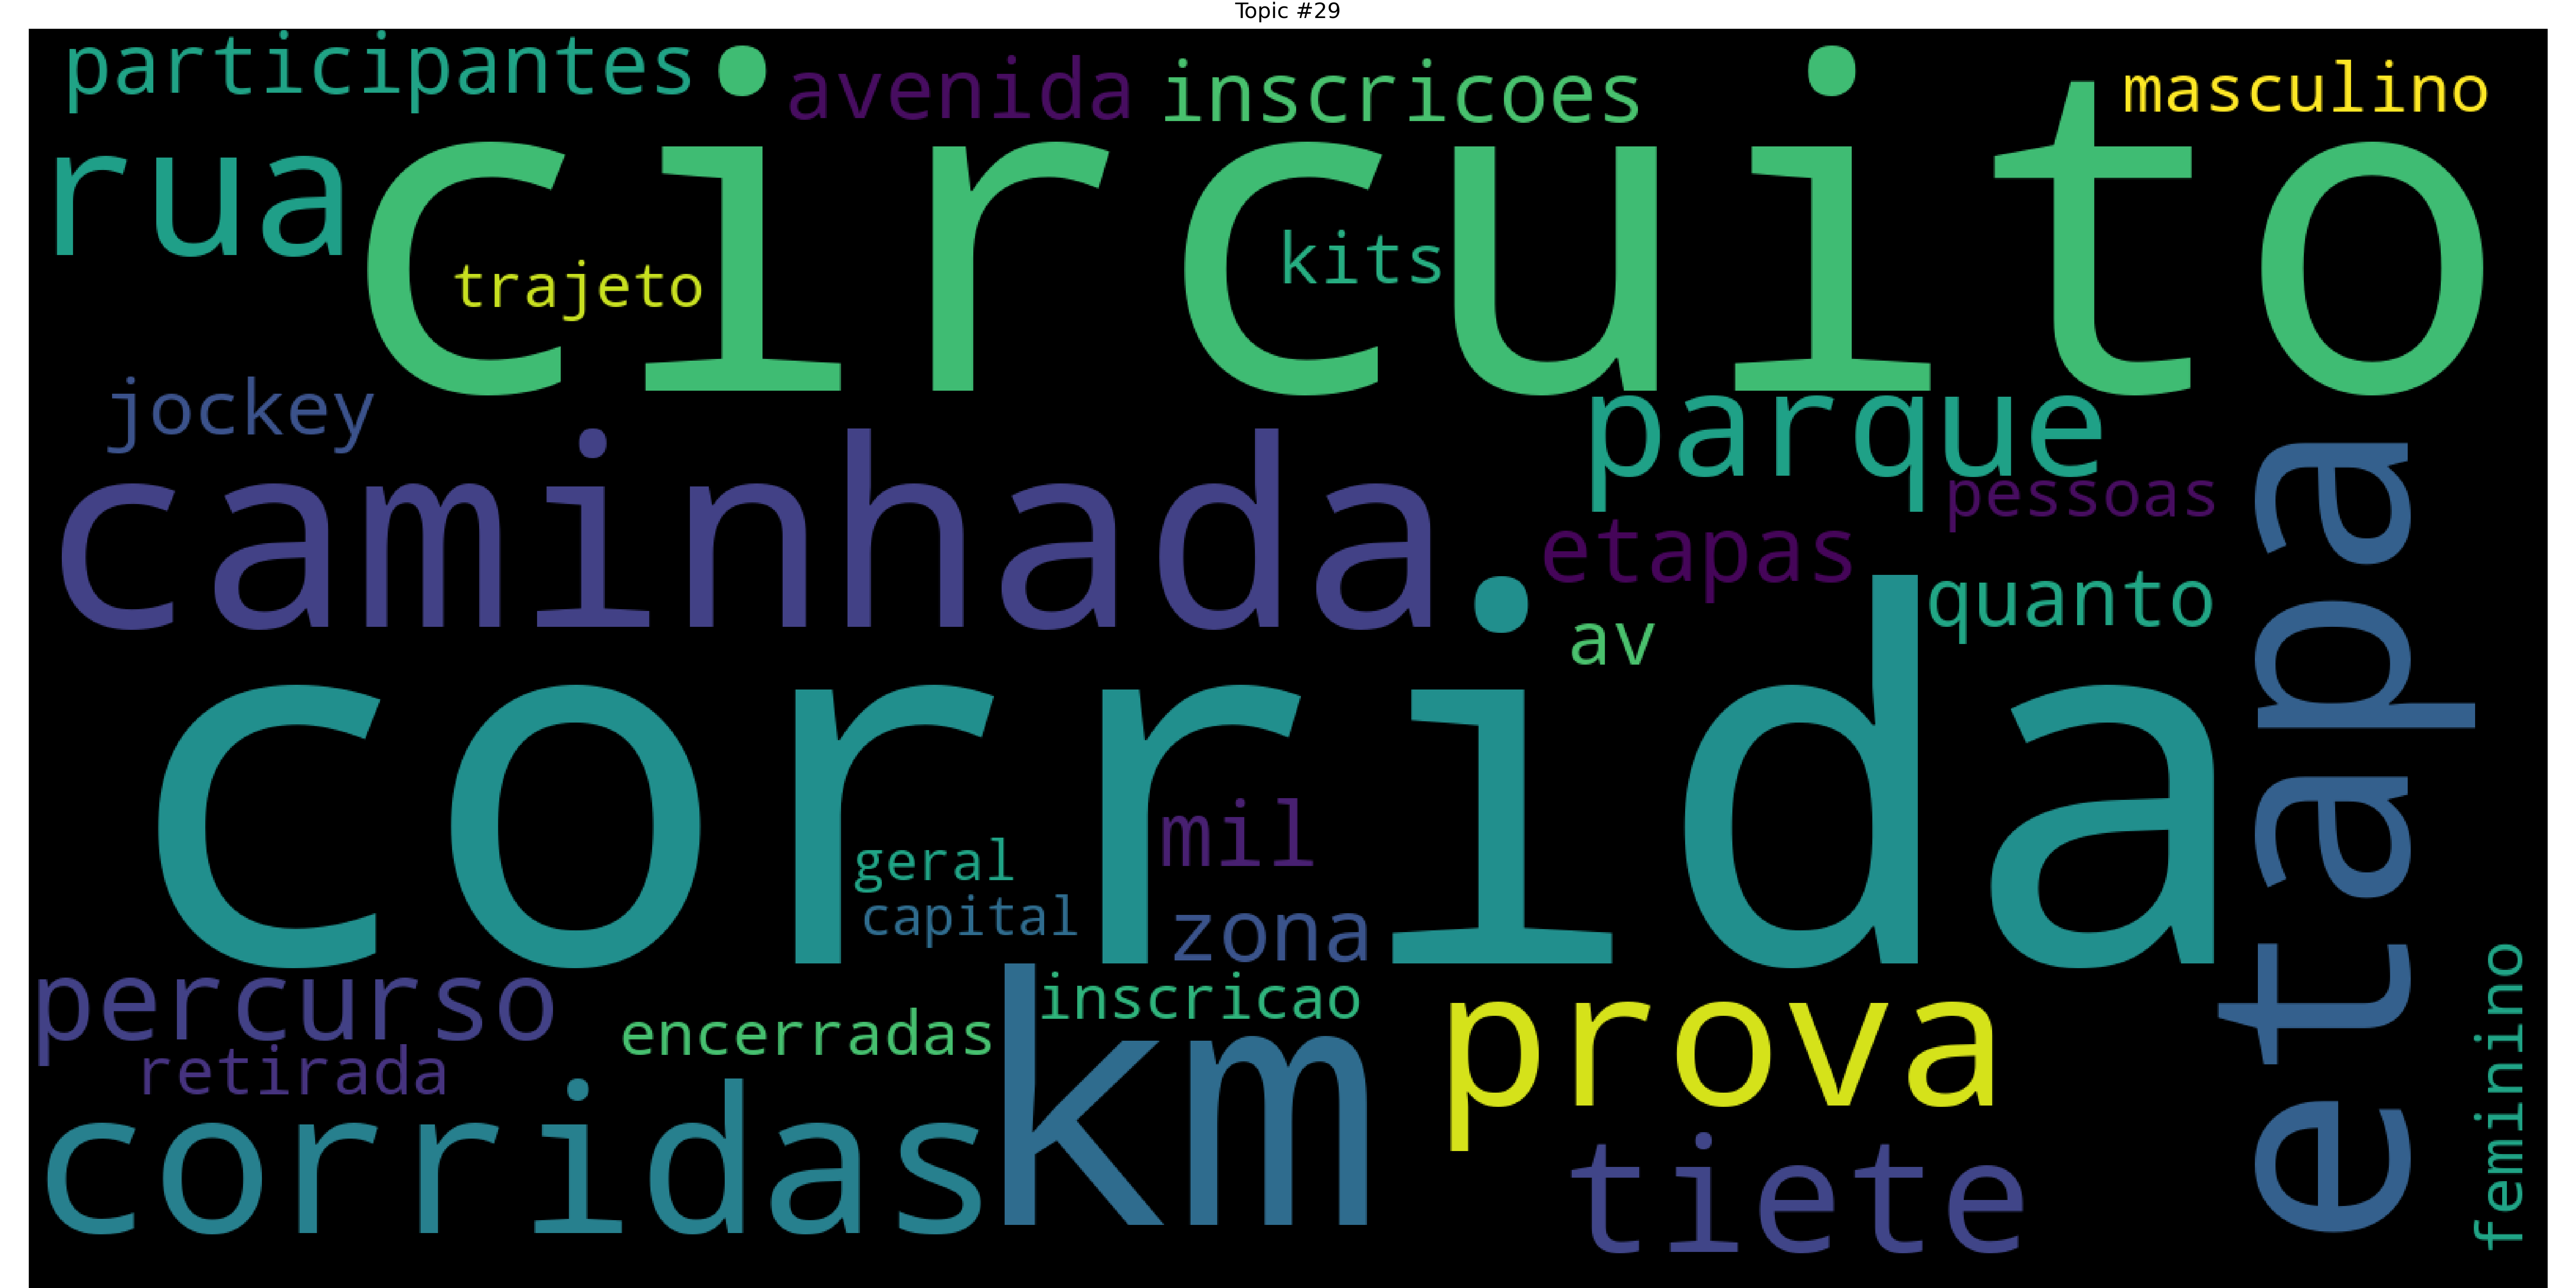 Topic #29
participantes
avenida
inscricoes
masculino
rua
circuito
trajeto
kits
jockey
parque
caminhada
pessoas
etapas
etapa
quanto
av
corrida
mil
geral
capital
zona
percurso
inscricao
encerradas
retirada
km
prova
corridas
tiete
feminino